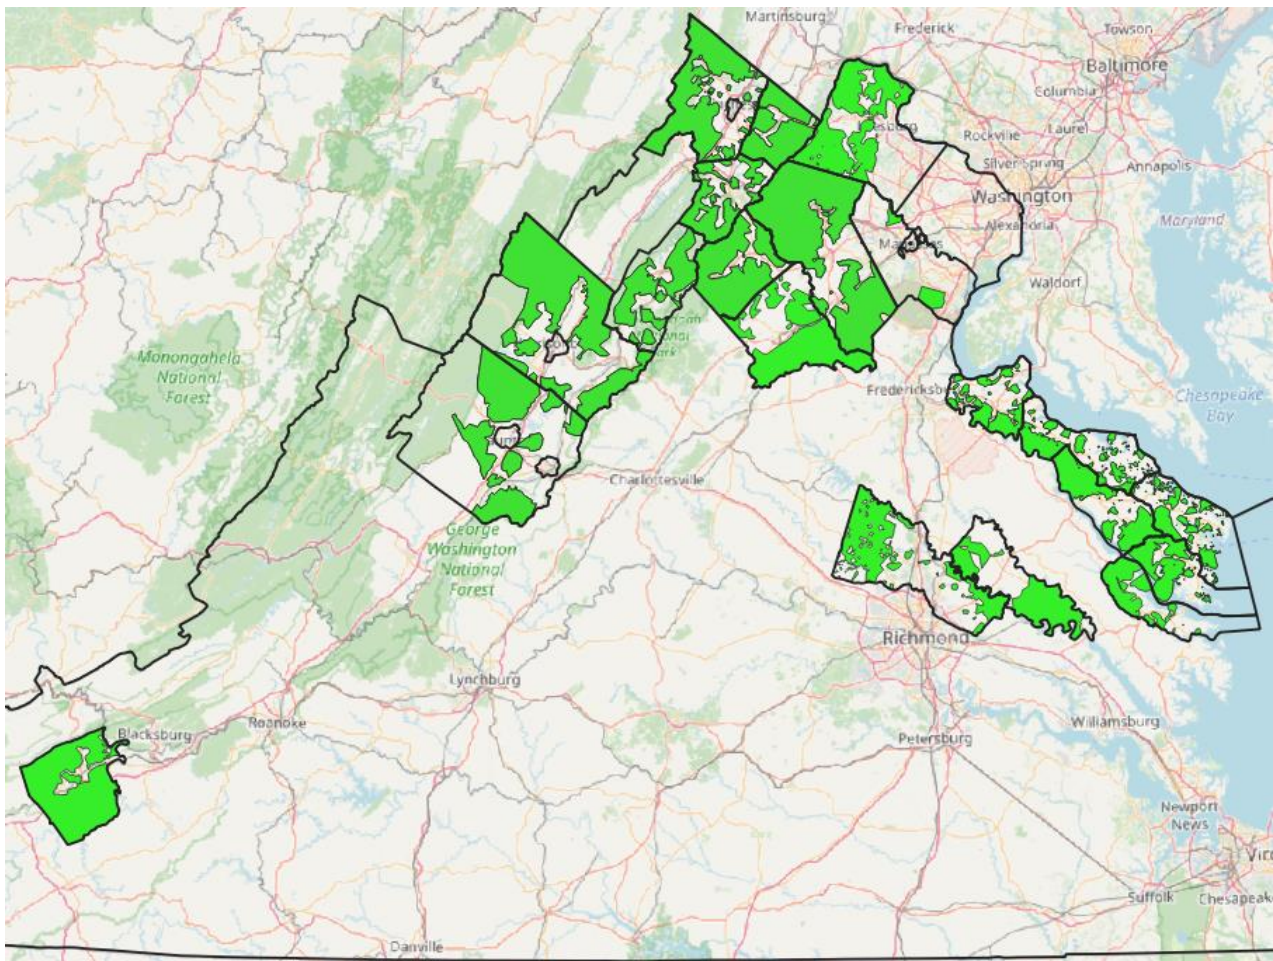 Martinsburg
Frederick
Towson
Baltimore
Columbia
Rockville
Laurel
Silver Spring
Annapolis
Washington
Maryland
Alexandria
Waldorf
Monongahela
National
Forest
Chesapeake
Bay
Charlottesville
George
Washington
National
Forest
Richmond
Lynchburg
Roanoke
Blacksburg
Williamsburg
Petersburg
Newport
News
Suffolk
Chesapeake
Danville